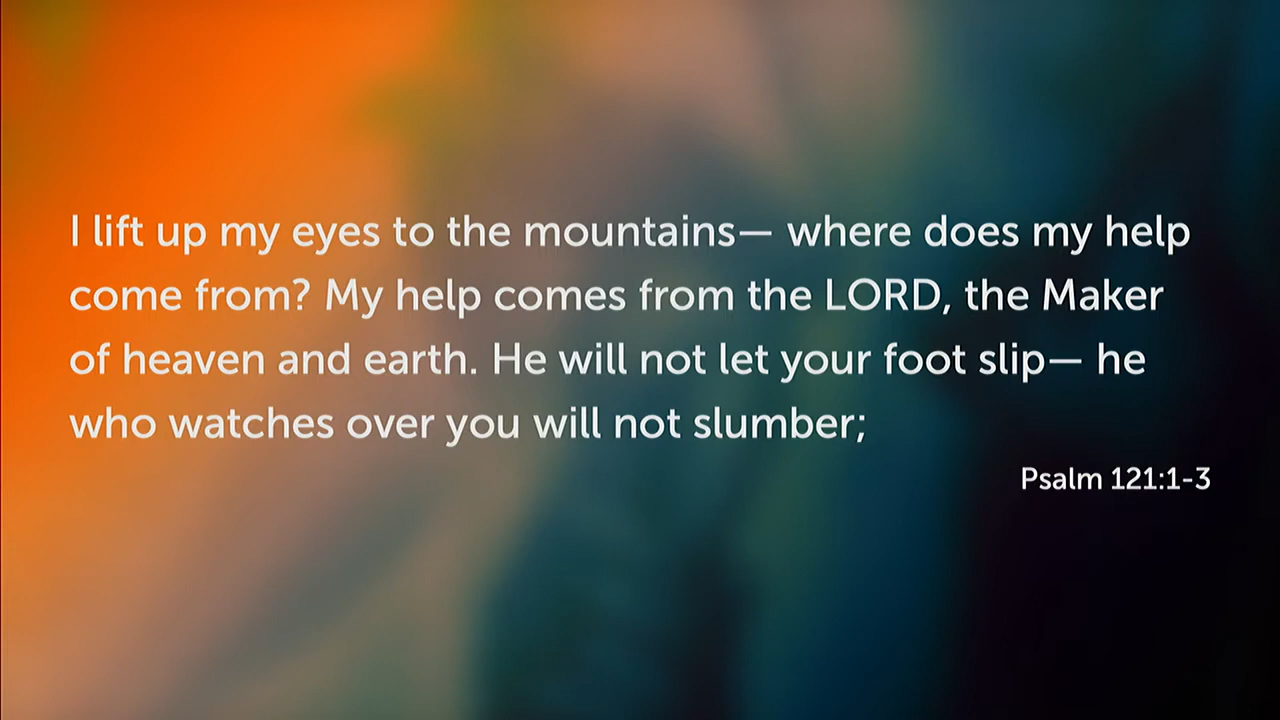 I lift up my eyes to the mountains— where does my help
come from? My help comes from the LORD, the Maker
of heaven and earth. He will not let your foot slip— he
who watches over you will not slumber;
Psalm 121:1-3